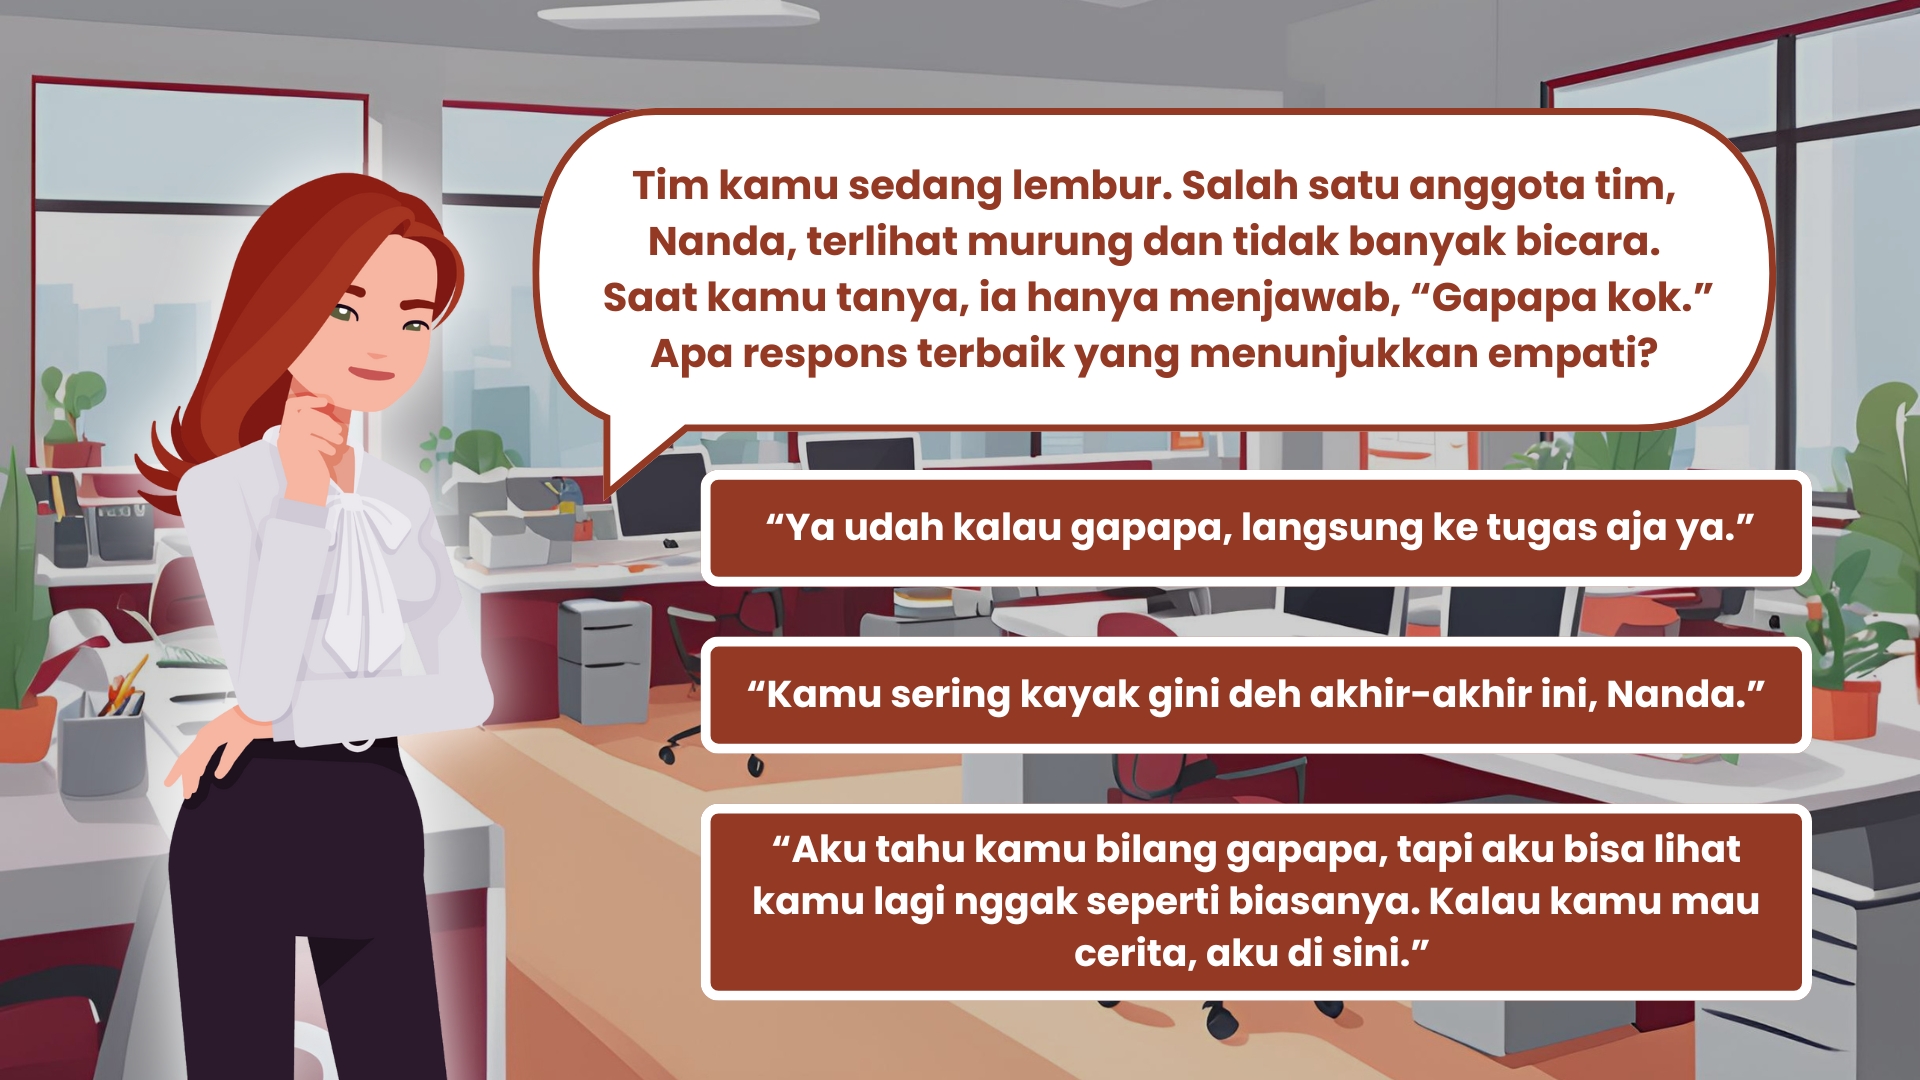 Tim kamu sedang lembur. Salah satu anggota tim,
Nanda, terlihat murung dan tidak banyak bicara.
Saat kamu tanya, ia hanya menjawab, “Gapapa kok.”
Apa respons terbaik yang menunjukkan empati?
“Ya udah kalau gapapa, langsung ke tugas aja ya.”
“Kamu sering kayak gini deh akhir-akhir ini, Nanda.”
“Aku tahu kamu bilang gapapa, tapi aku bisa lihat
kamu lagi nggak seperti biasanya. Kalau kamu mau
cerita, aku di sini.”